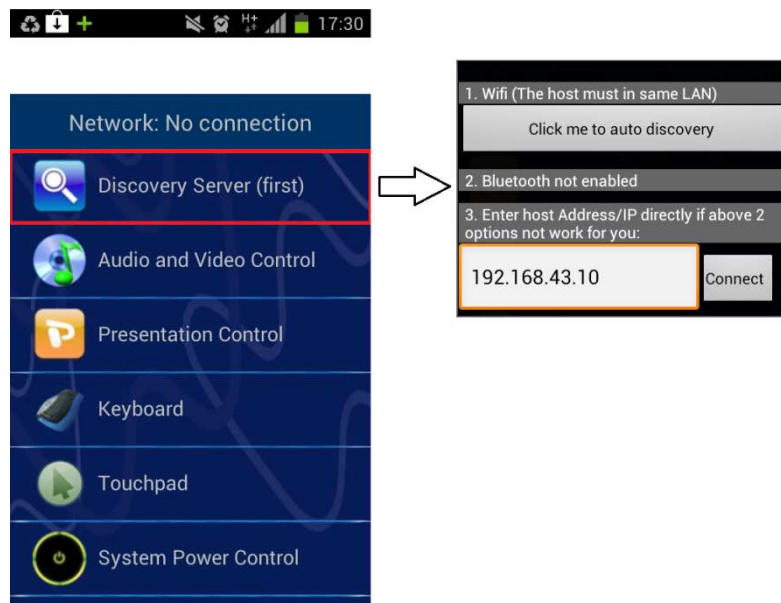 H+
17:30
Network: No connection
Discovery Server (first)
Audio and Video Control
Presentation Control
Keyboard
Touchpad
System Power Control
1. Wifi (The host must in same LAN)
Click me to auto discovery
2. Bluetooth not enabled
3. Enter host Address/IP directly if above 2
options not work for you:
192.168.43.10
Connect